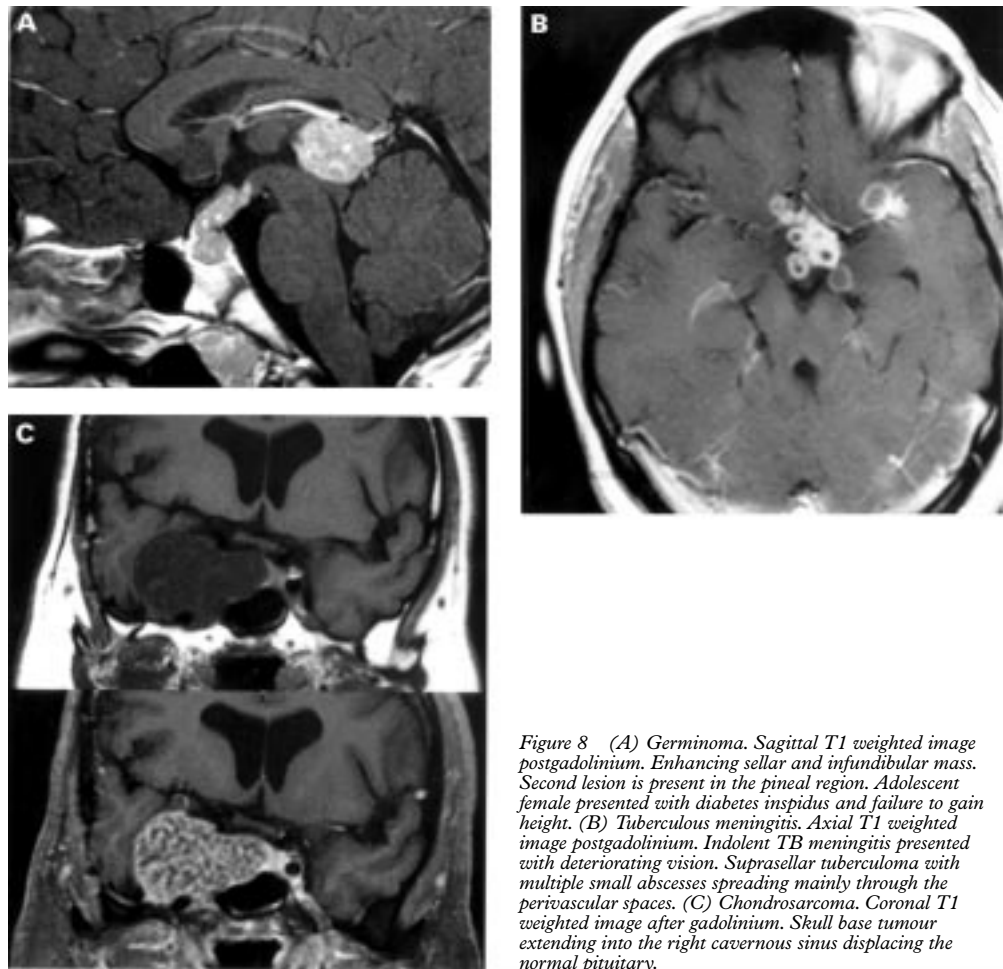 A
B
C
Figure 8 (A) Germinoma. Sagittal T1 weighted image
postgadolinium. Enhancing sellar and infundibular mass.
Second lesion is present in the pineal region. Adolescent
female presented with diabetes inspidus and failure to gain
height. (B) Tuberculous meningitis. Axial T1 weighted
image postgadolinium. Indolent TB meningitis presented
with deteriorating vision. Suprasellar tuberculoma with
multiple small abscesses spreading mainly through the
perivascular spaces. (C) Chondrosarcoma. Coronal T1
weighted image after gadolinium. Skull base tumour
extending into the right cavernous sinus displacing the
normal pituitary.